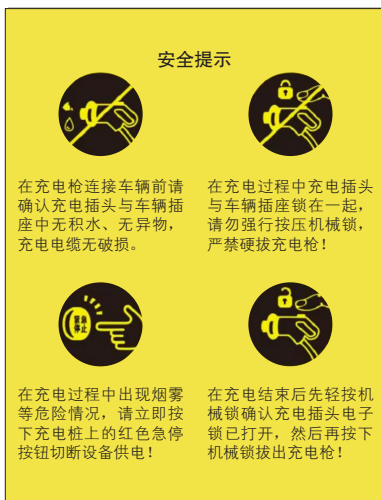 安全提示
在充电枪连接车辆前请
确认充电插头与车辆插
座中无积水、无异物，
充电电缆无破损。
在充电过程中充电插头
与车辆插座锁在一起，
请勿强行按压机械锁，
严禁硬拔充电枪！
紧急
停止
在充电过程中出现烟雾
等危险情况，请立即按
下充电桩上的红色急停
按钮切断设备供电！
在充电结束后先轻按机
械锁确认充电插头电子
锁已打开，然后再按下
机械锁拔出充电枪！